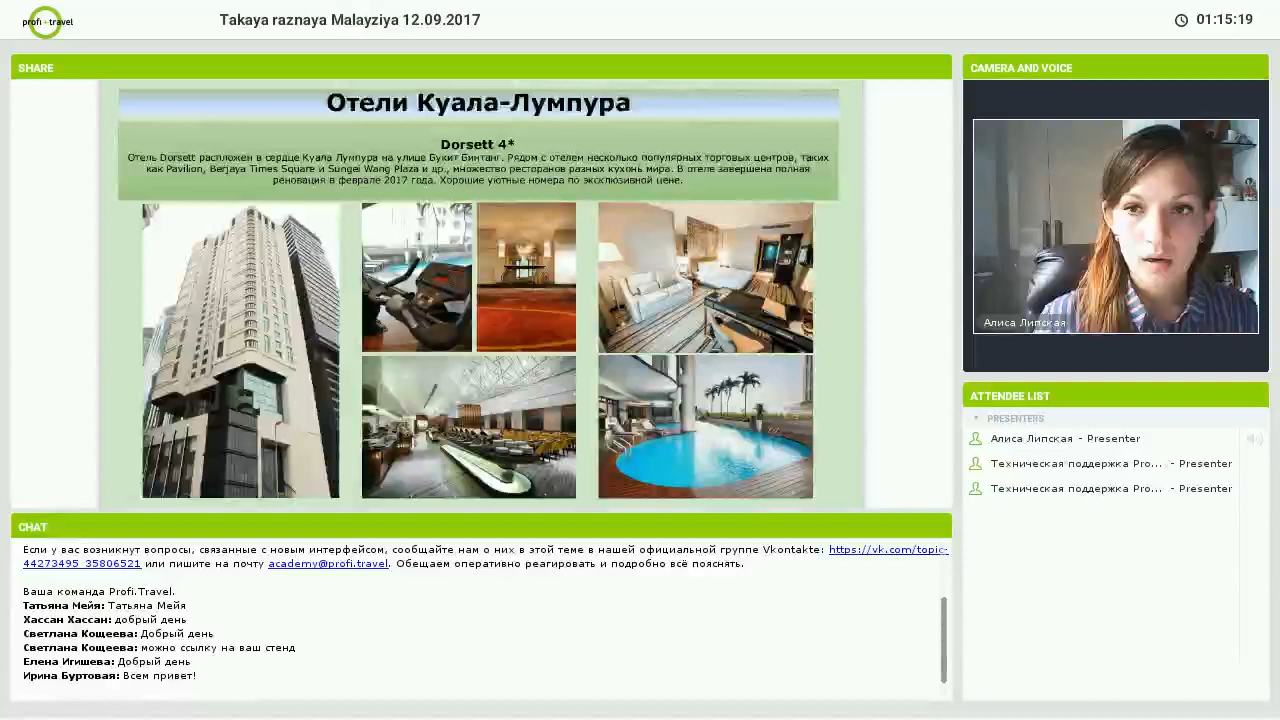 profi travel
Takaya raznaya Malayziya 12.09.2017
01:15:19
SHARE
Отели Куала-Лумпура
Dorsett 4*
Отель Dorsett распложен в сердце Куала Лумпура на улице Букит Бинтанг. Рядом с отелем несколько популярных торговых центров, таких
как Pavilion, Berjaya Times Square и Sungei Wang Plaza и др., множество ресторанов разных кухонь мира. В отеле завершена полная
реновация в феврале 2017 года. Хорошие уютные номера по эксклюзивной цене.
CAMERA AND VOICE
Алиса Липская
ATTENDEE LIST
PRESENTERS
Алиса Липская - Presenter
Техническая поддержка Pro... - Presenter
Техническая поддержка Pro... - Presenter
CHAT
Если у вас возникнут вопросы, связанные с новым интерфейсом, сообщайте нам о них в этой теме в нашей официальной группе Vkontakte: https://vk.com/topic-
44273495_35806521 или пишите на почту academy@profi.travel. Обещаем оперативно реагировать и подробно всё пояснять.
Ваша команда Profi.Travel.
Татьяна Мейя: Татьяна Мейя
Хассан Хассан: добрый день
Светлана Кощеева: Добрый день
Светлана Кощеева: можно ссылку на ваш стенд
Елена Игишева: Добрый день
Ирина Буртовая: Всем привет!